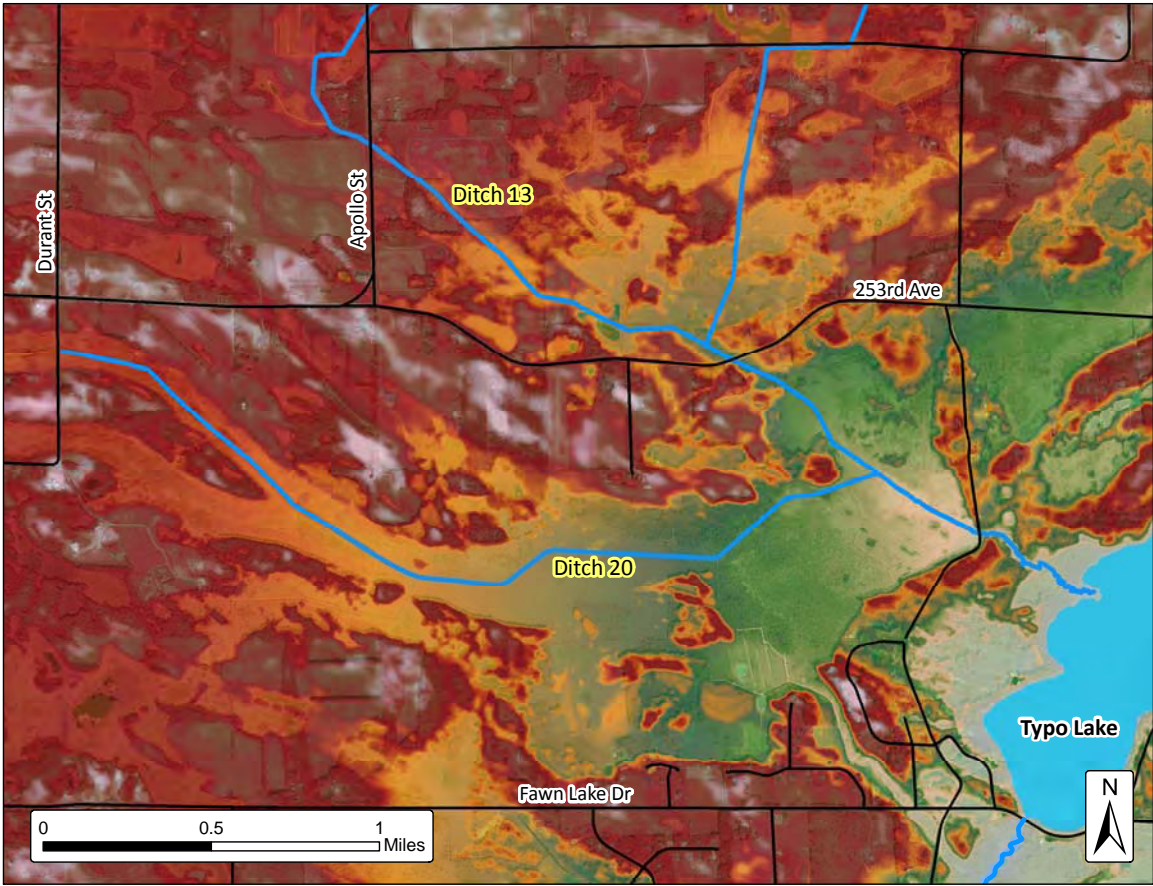 Ditch 13
Durant St
Apollo St
253rd Ave
Ditch 20
Typo Lake
Fawn Lake Dr
0 0.5 1
Miles
N